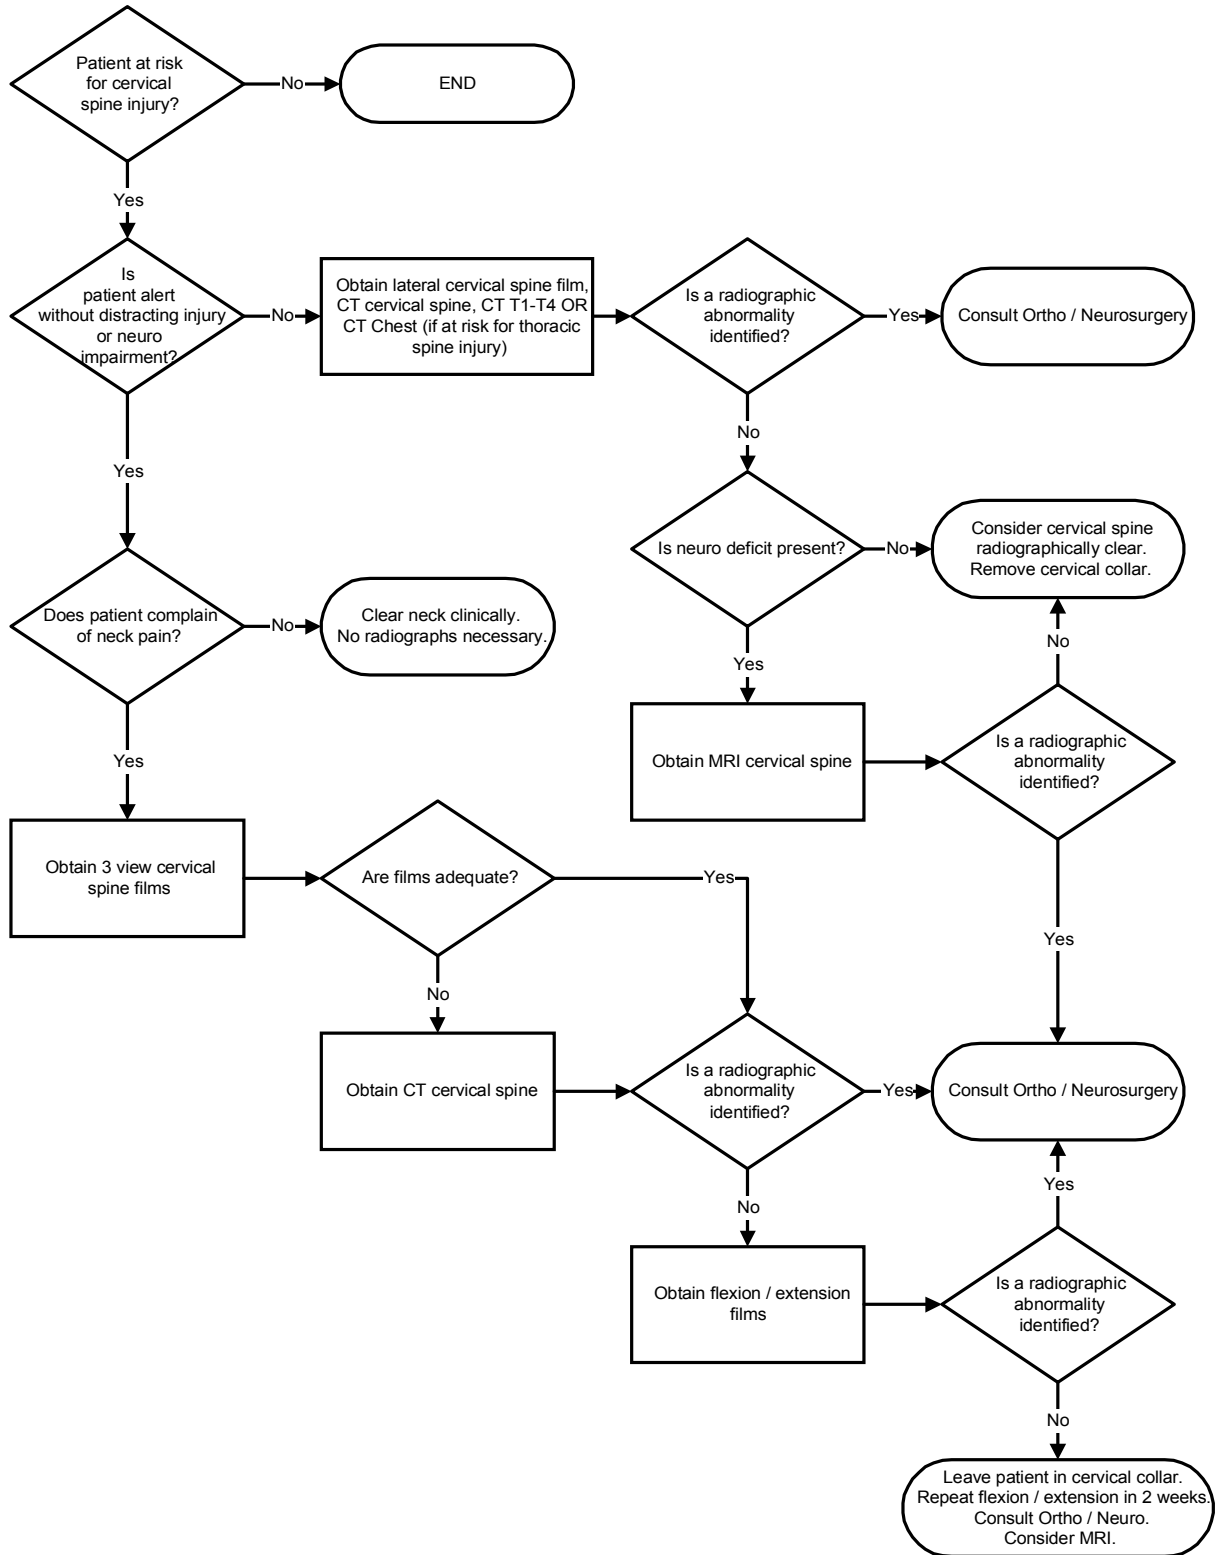 Patient at risk
for cervical
spine injury?
No
END
Yes
Is
patient alert
without distracting injury
or neuro
impairment?
No
Obtain lateral cervical spine film,
CT cervical spine, CT T1-T4 OR
CT Chest (if at risk for thoracic
spine injury)
Is a radiographic
abnormality
identified?
Yes
Consult Ortho / Neurosurgery
No
Yes
Is neuro deficit present?
No
Consider cervical spine
radiographically clear.
Remove cervical collar.
Does patient complain
of neck pain?
No
Clear neck clinically.
No radiographs necessary.
No
Yes
Yes
Obtain MRI cervical spine
Is a radiographic
abnormality
identified?
Obtain 3 view cervical
spine films
Are films adequate?
Yes
Yes
No
Obtain CT cervical spine
Is a radiographic
abnormality
identified?
Yes
Consult Ortho / Neurosurgery
Yes
No
Obtain flexion / extension
films
Is a radiographic
abnormality
identified?
No
Leave patient in cervical collar.
Repeat flexion / extension in 2 weeks.
Consult Ortho / Neuro.
Consider MRI.